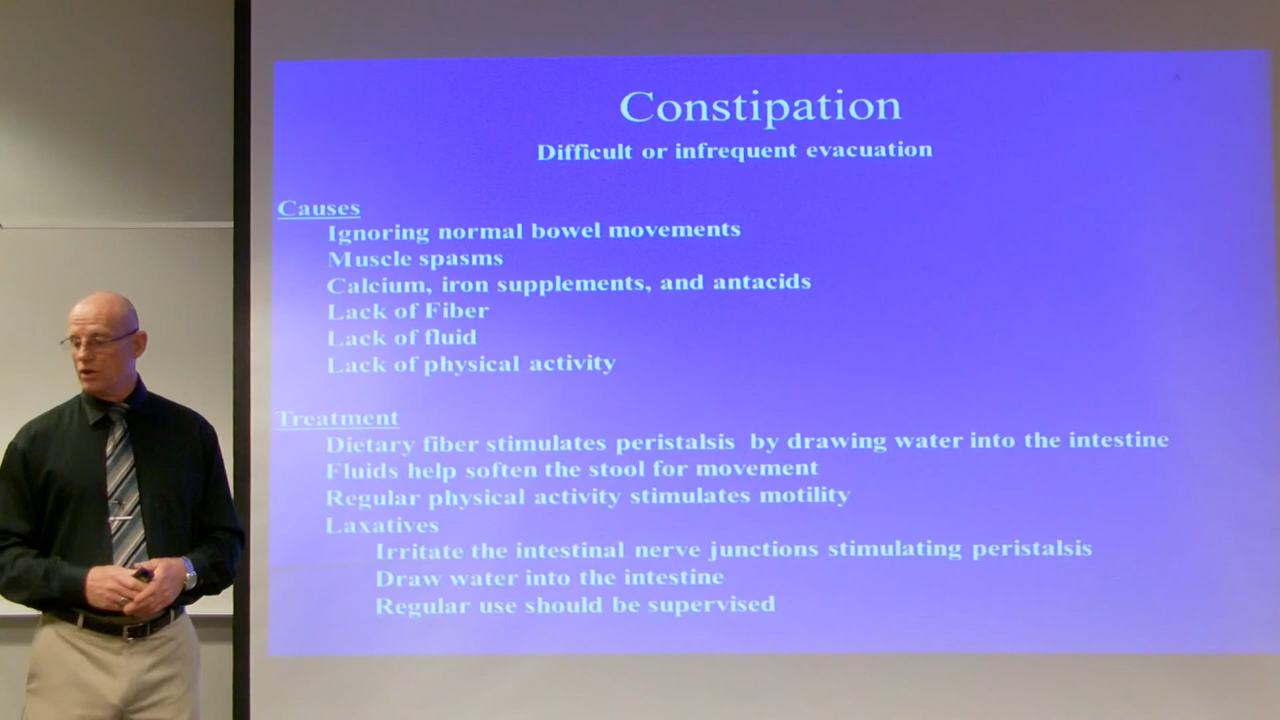 Constipation
Difficult or infrequent evacuation
Causes
Ignoring normal bowel movements
Muscle spasms
Calcium, iron supplements, and antacids
Lack of Fiber
Lack of fluid
Lack of physical activity
Treatment
Dietary fiber stimulates peristalsis by drawing water into the intestine
Fluids help soften the stool for movement
Regular physical activity stimulates motility
Laxatives
Irritate the intestinal nerve junctions stimulating peristalsis
Draw water into the intestine
Regular use should be supervised